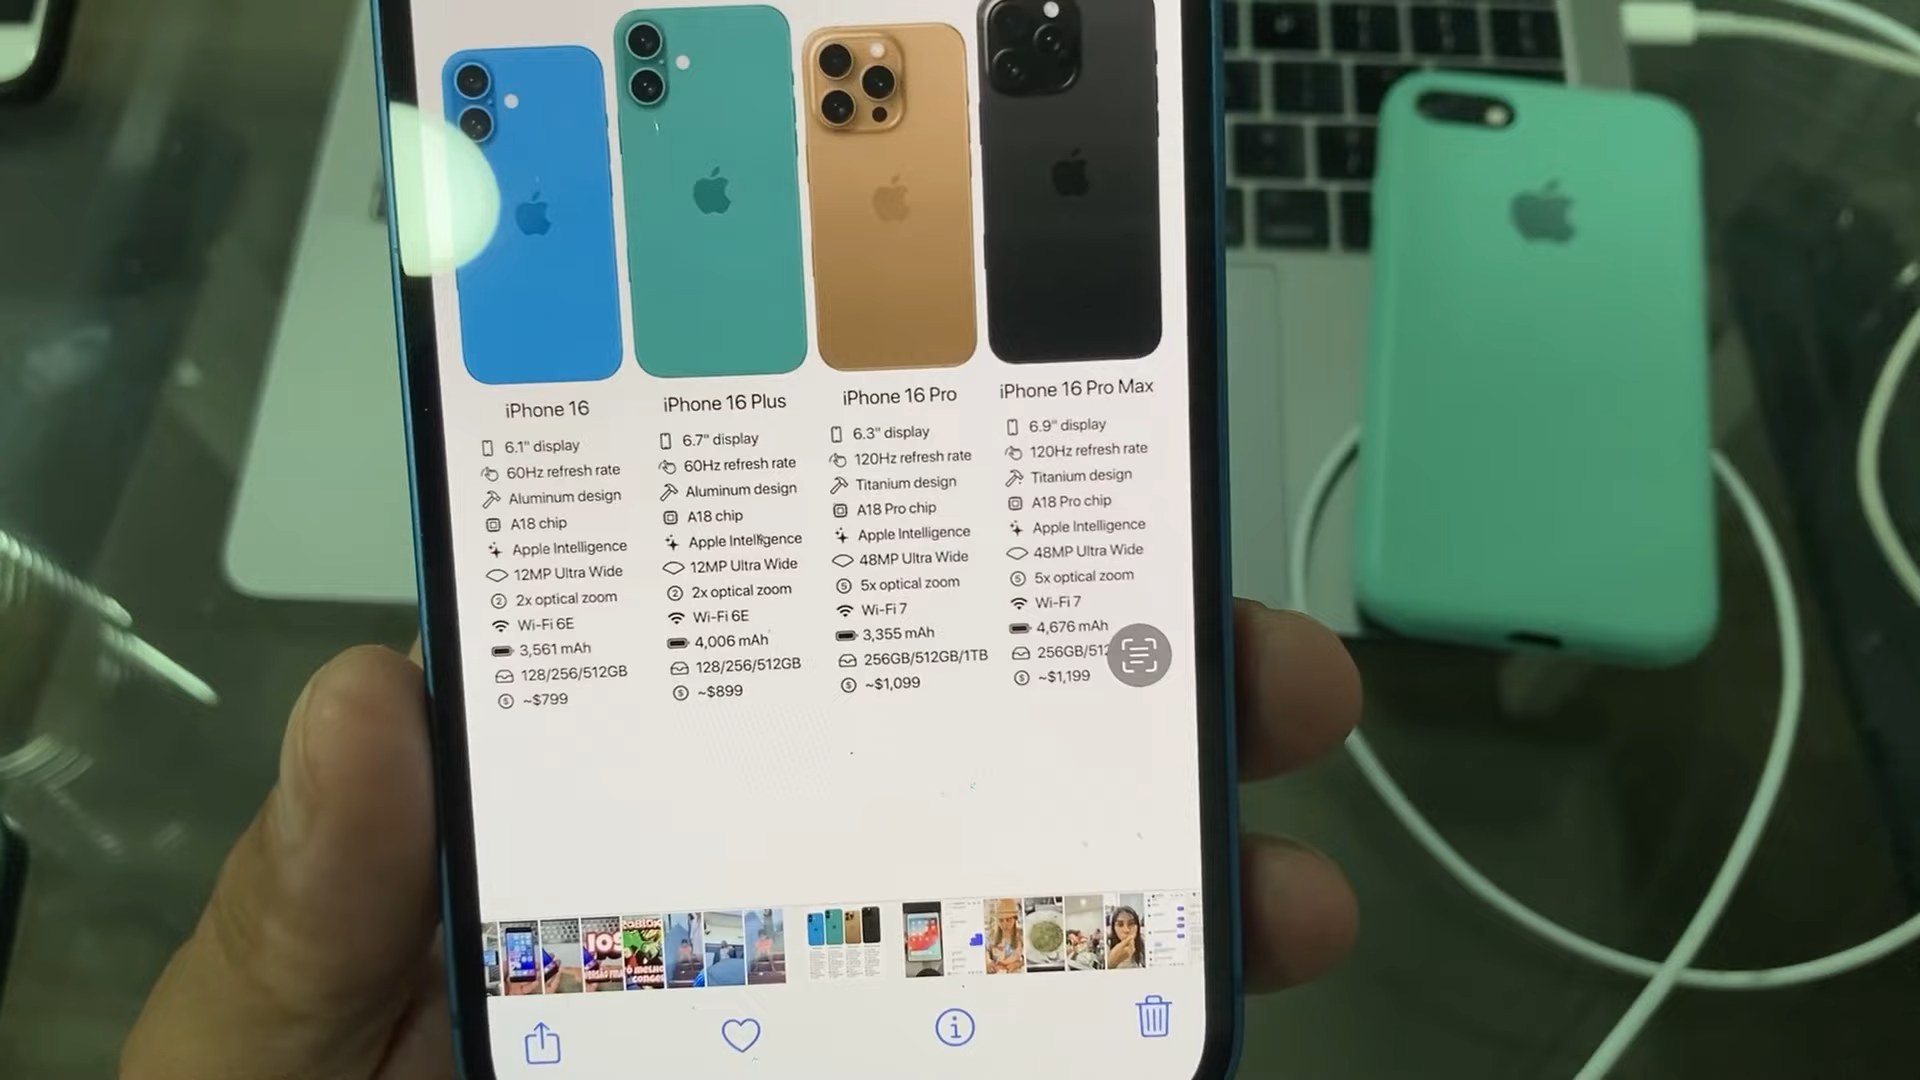 iPhone 16
6.1" display
60Hz refresh rate
Aluminum design
A18 chip
Apple Intelligence
12MP Ultra Wide
2 2x optical zoom
Wi-Fi 6E
3,561 mAh
128/256/512GB
$ ~$799
iPhone 16 Plus
6.7" display
60Hz refresh rate
Aluminum design
A18 chip
Apple Intelligence
12MP Ultra Wide
2 2x optical zoom
Wi-Fi 6E
4,006 mAh
128/256/512GB
$ ~$899
iPhone 16 Pro
6.3" display
120Hz refresh rate
Titanium design
A18 Pro chip
Apple Intelligence
48MP Ultra Wide
5 5x optical zoom
Wi-Fi 7
3,355 mAh
256GB/512GB/1TB
$ ~$1,099
iPhone 16 Pro Max
6.9" display
120Hz refresh rate
Titanium design
A18 Pro chip
Apple Intelligence
48MP Ultra Wide
5 5x optical zoom
Wi-Fi 7
4,676 mAh
256GB/512
$ ~$1,199